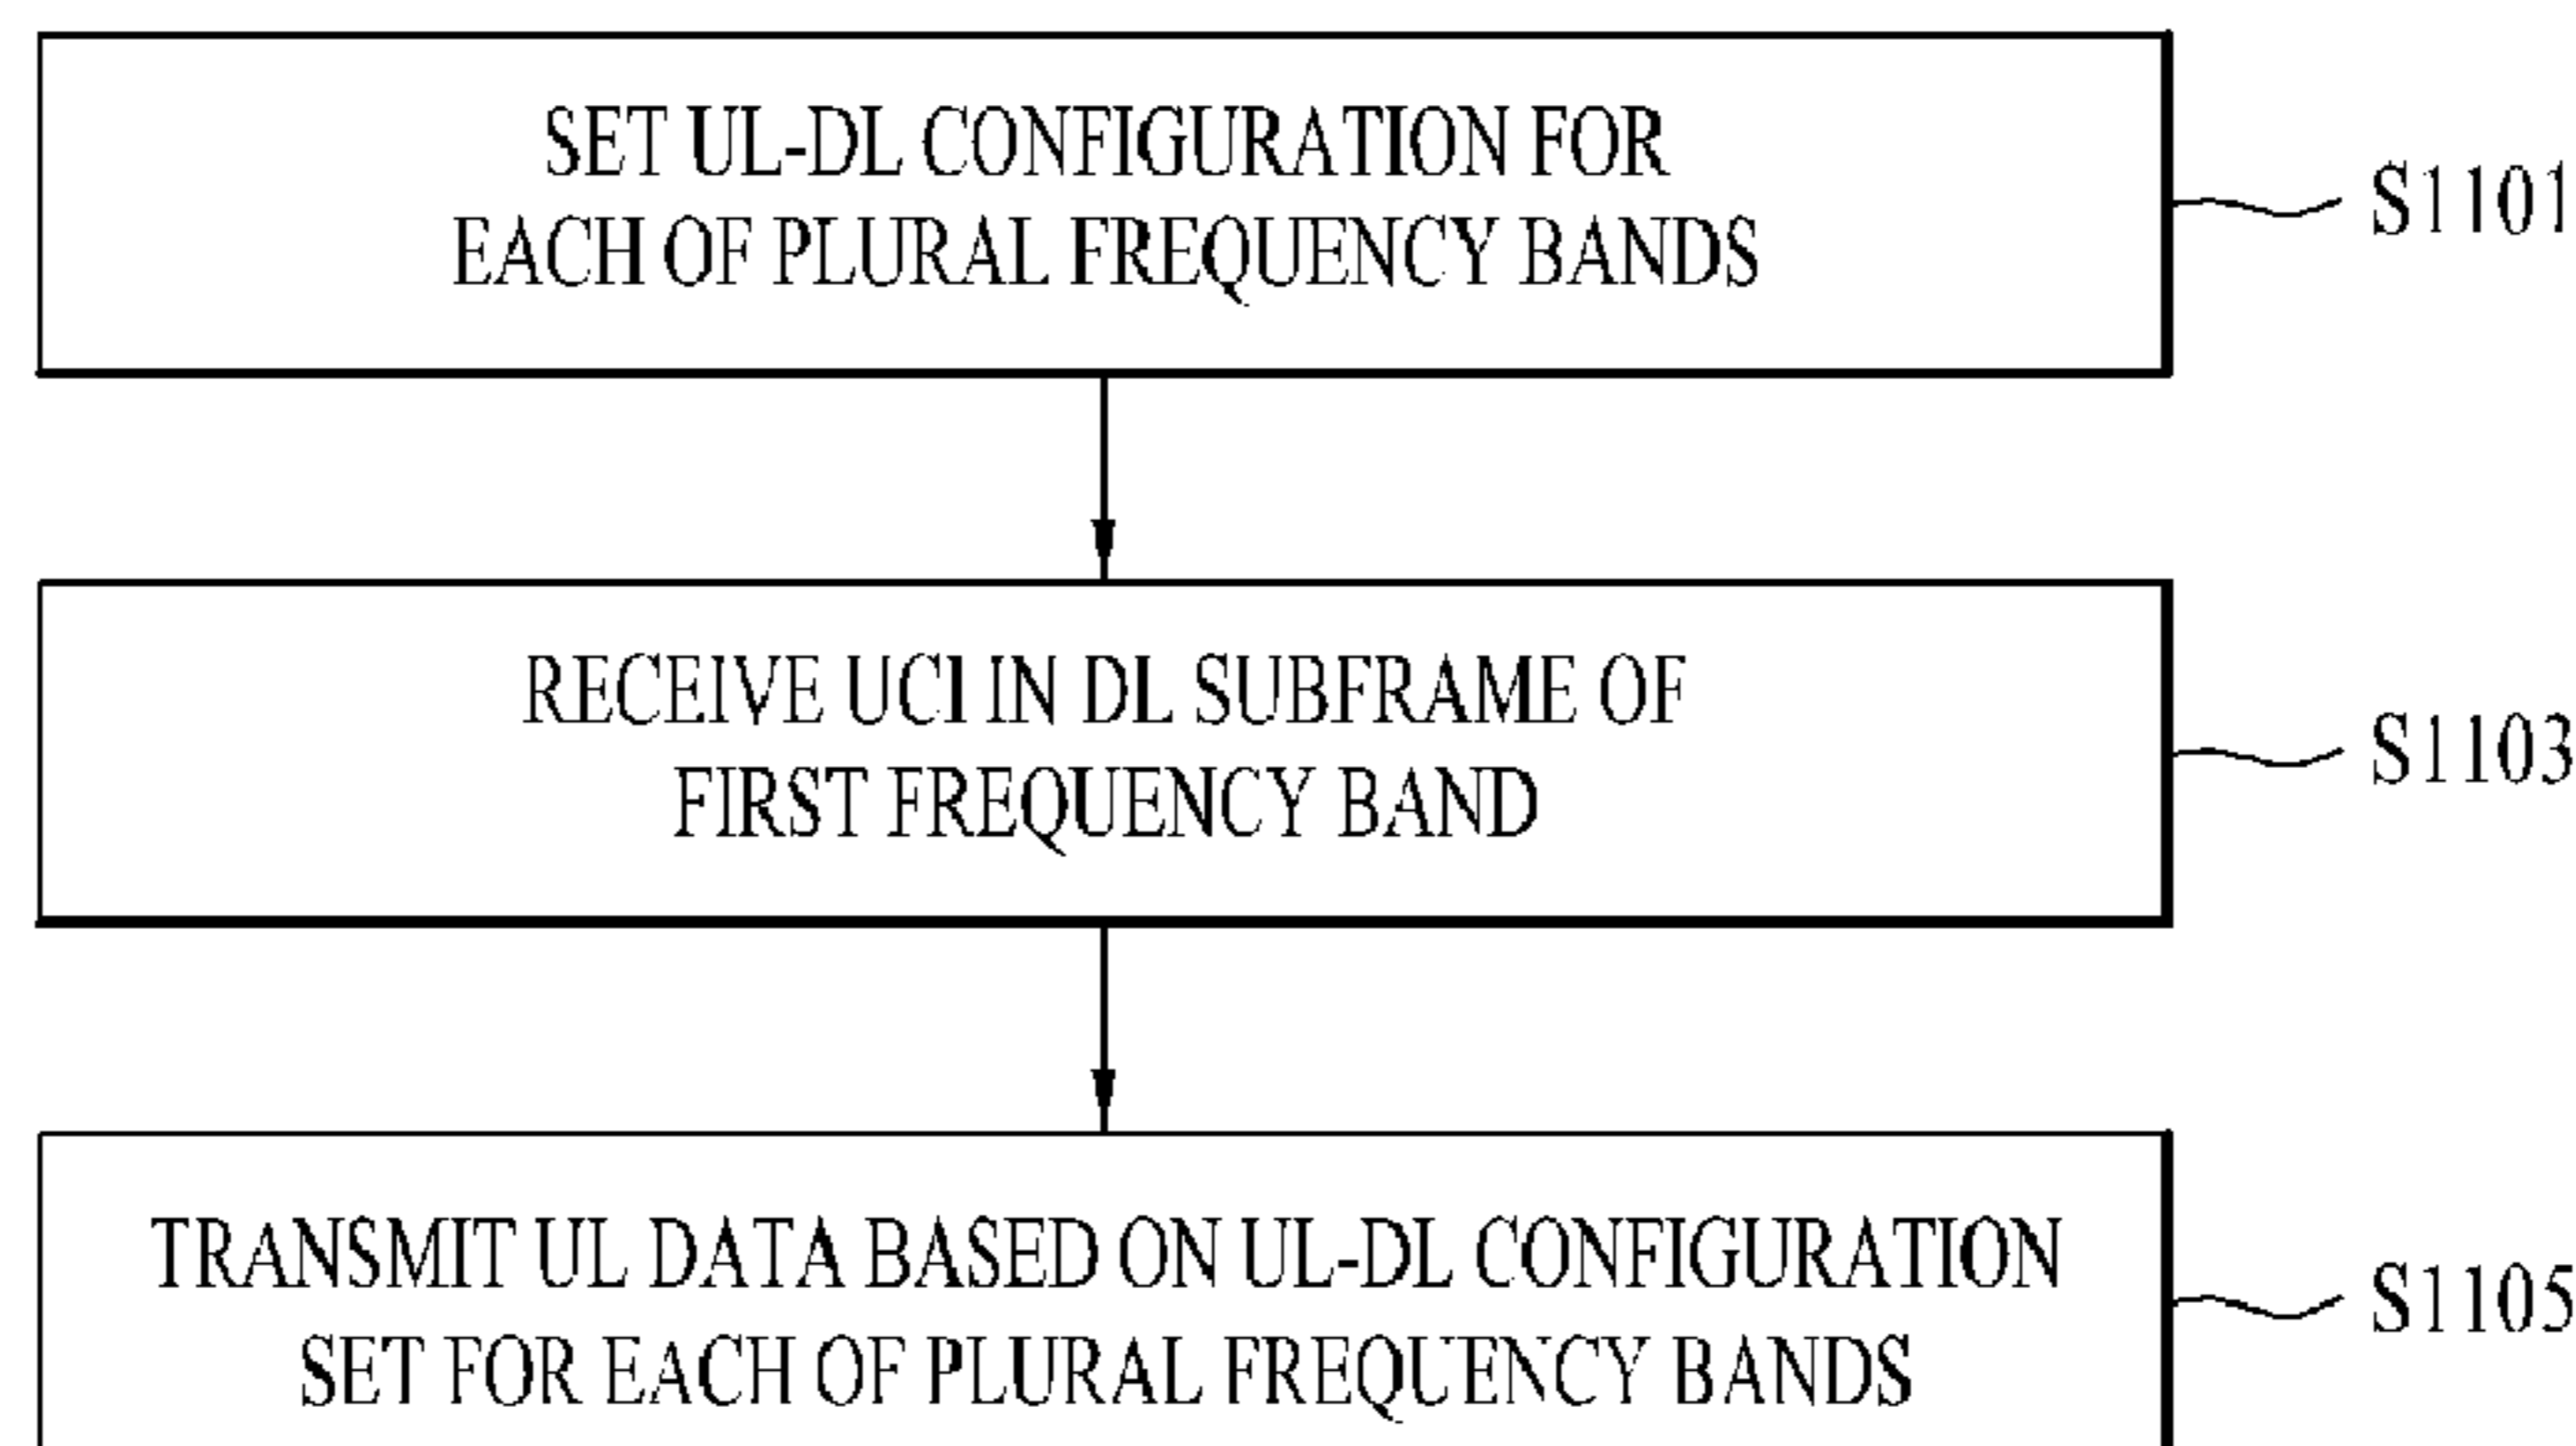 SET UL-DL CONFIGURATION FOR
EACH OF PLURAL FREQUENCY BANDS
S1101
RECEIVE UCI IN DL SUBFRAME OF
FIRST FREQUENCY BAND
S1103
TRANSMIT UL DATA BASED ON UL-DL CONFIGURATION
SET FOR EACH OF PLURAL FREQUENCY BANDS
S1105